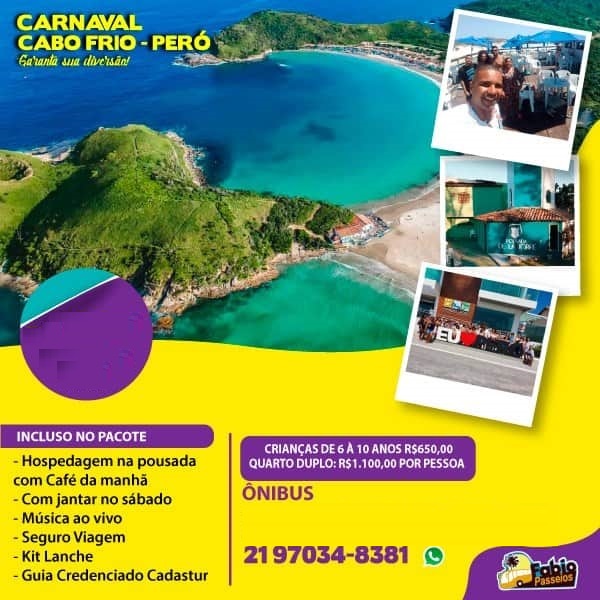 CARNAVAL
CABO FRIO - PERÓ
Garanta sua diversão!
POUSADA
EU
INCLUSO NO PACOTE
- Hospedagem na pousada
com Café da manhã
- Com jantar no sábado
- Música ao vivo
- Seguro Viagem
- Kit Lanche
- Guia Credenciado Cadastur
CRIANÇAS DE 6 À 10 ANOS R$650,00
QUARTO DUPLO: R$1.100,00 POR PESSOA
ÔNIBUS
21 97034-8381
Fabio
Passeios